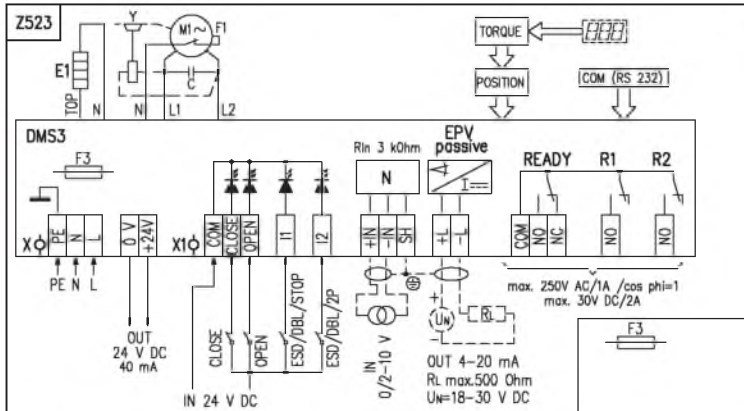 Z523
Y
M1~
F1
E1
C
TOP
N
N
L1
L2
TORQUE
POSITION
COM (RS 232)
DMS3
F3
RIn 3 kOhm
N
EPV
passive
I
READY
R1
R2
X
PE
N
L
0 V
+24V
X1
COM
CLOSE
OPEN
I1
I2
+IN
-IN
SH
+L
-L
COM
NO
NC
NO
NO
PE N L
OUT
24 V DC
40 mA
CLOSE
OPEN
ESD/DBL/STOP
ESD/DBL/2P
IN 24 V DC
IN
0/2-10 V
+
UN
-
RL
OUT 4-20 mA
RL max.500 Ohm
UN=18-30 V DC
max. 250V AC/1A /cos phi=1
max. 30V DC/2A
F3